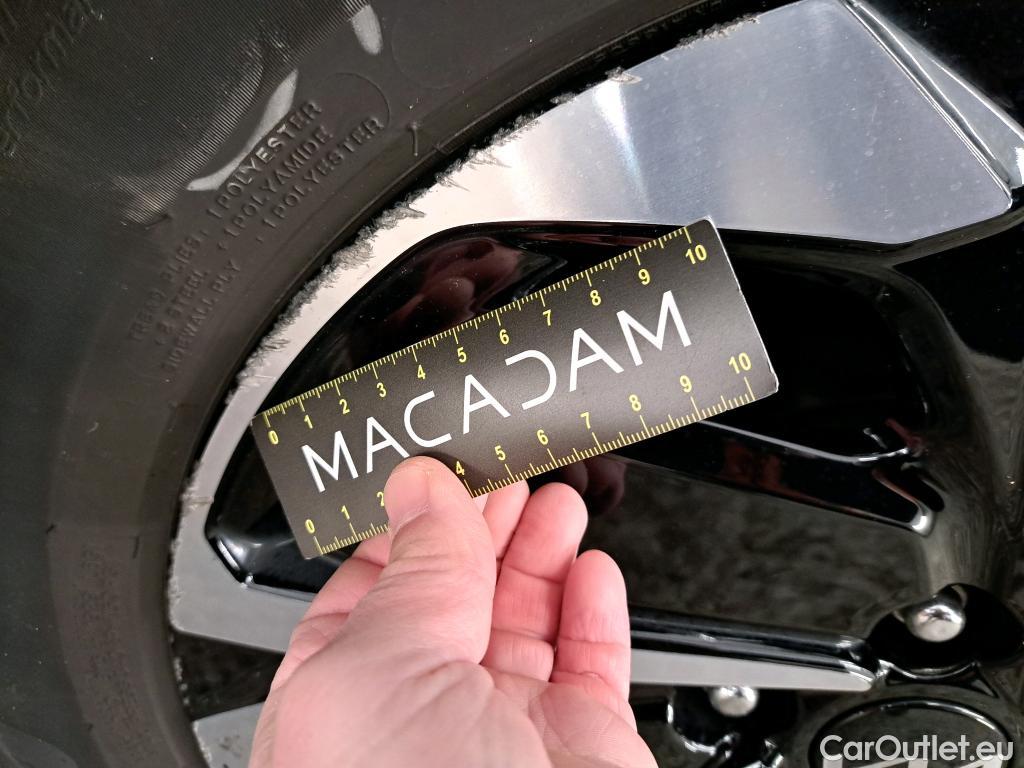 1 POLYESTER
1 POLYAMIDE
1 POLYESTER
TREAD PLIES:
2 STEEL
SIDEWALL PLY
0 1 2 3 4 5 6 7 8 9 10
MACADAM
0 1 2 4 5 6 7 8 9 10
CarOutlet.eu